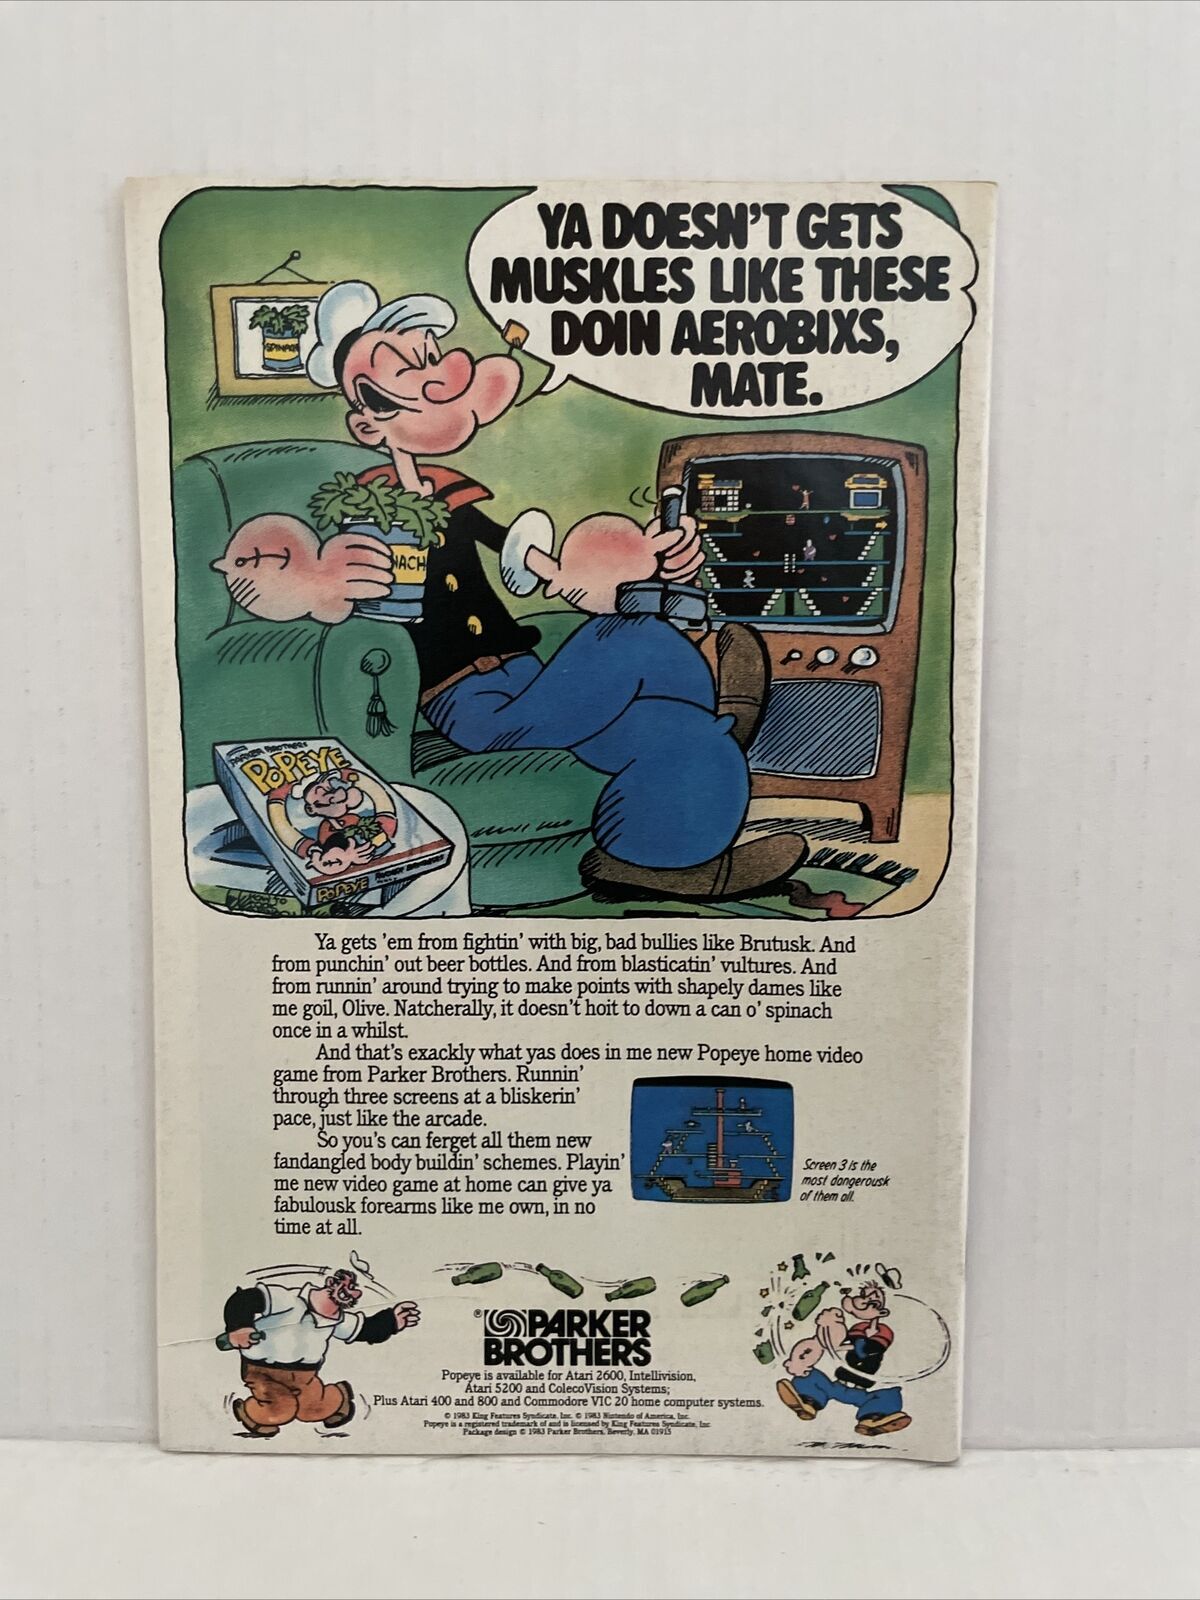 YA DOESN'T GETS
MUSKLES LIKE THESE
DOIN AEROBIXS,
MATE.
SPINACH
NACH
PARKER BROTHERS
POPEYE
POPEYE
PARKER BROTHERS
HOW TO
Ya gets 'em from fightin' with big, bad bullies like Brutusk. And
from punchin' out beer bottles. And from blasticatin' vultures. And
from runnin' around trying to make points with shapely dames like
me goil, Olive. Natcherally, it doesn't hoit to down a can o' spinach
once in a whilst.
And that's exackly what yas does in me new Popeye home video
game from Parker Brothers. Runnin'
through three screens at a bliskerin'
pace, just like the arcade.
So you's can ferget all them new
fandangled body buildin' schemes. Playin'
me new video game at home can give ya
fabulousk forearms like me own, in no
time at all.
Screen 3 is the
most dangerousk
of them all.
® PARKER
BROTHERS
Popeye is available for Atari 2600, Intellivision,
Atari 5200 and ColecoVision Systems;
Plus Atari 400 and 800 and Commodore VIC 20 home computer systems.
© 1983 King Features Syndicate, Inc. © 1983 Nintendo of America, Inc.
Popeye is a registered trademark of and is licensed by King Features Syndicate, Inc.
Package design © 1983 Parker Brothers, Beverly, MA 01915